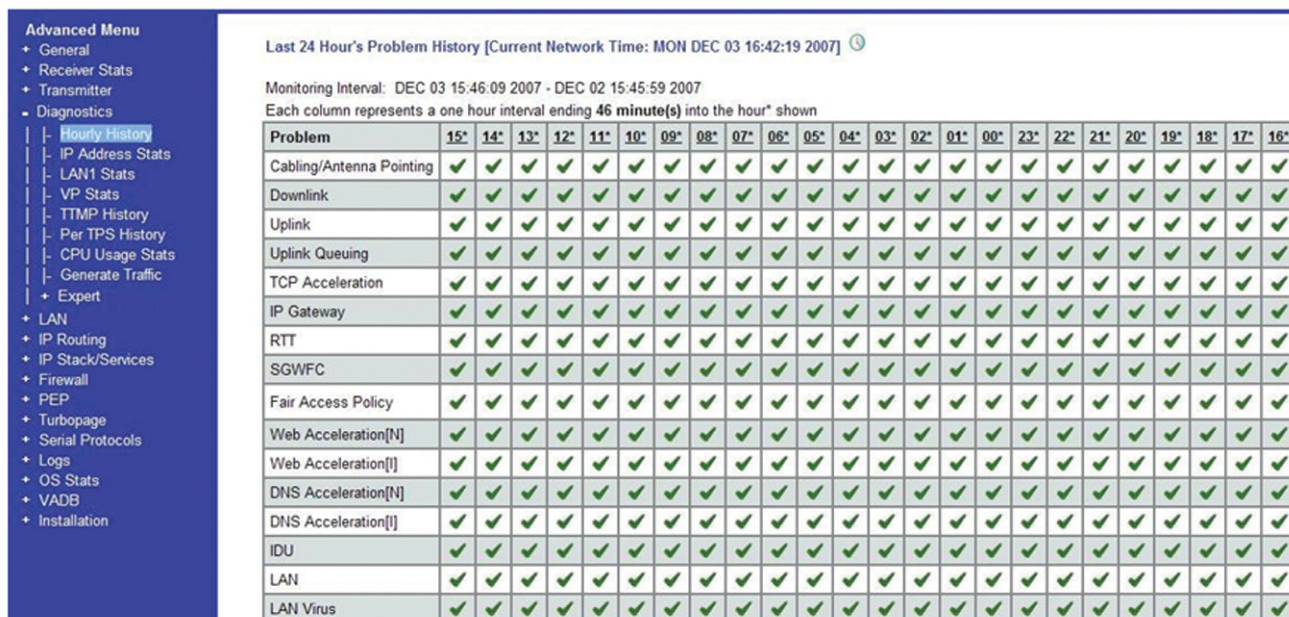 Advanced Menu
+ General
+ Receiver Stats
+ Transmitter
- Diagnostics
|- Hourly History
|- IP Address Stats
|- LAN1 Stats
|- VP Stats
|- TTMP History
|- Per TPS History
|- CPU Usage Stats
|- Generate Traffic
+ Expert
+ LAN
+ IP Routing
+ IP Stack/Services
+ Firewall
+ PEP
+ Turbopage
+ Serial Protocols
+ Logs
+ OS Stats
+ VADB
+ Installation
Last 24 Hour's Problem History [Current Network Time: MON DEC 03 16:42:19 2007]
Monitoring Interval: DEC 03 15:46:09 2007 - DEC 02 15:45:59 2007
Each column represents a one hour interval ending 46 minute(s) into the hour* shown
Problem 15* 14* 13* 12* 11* 10* 09* 08* 07* 06* 05* 04* 03* 02* 01* 00* 23* 22* 21* 20* 19* 18* 17* 16*
Cabling/Antenna Pointing
Downlink
Uplink
Uplink Queuing
TCP Acceleration
IP Gateway
RTT
SGWFC
Fair Access Policy
Web Acceleration[N]
Web Acceleration[I]
DNS Acceleration[N]
DNS Acceleration[I]
IDU
LAN
LAN Virus